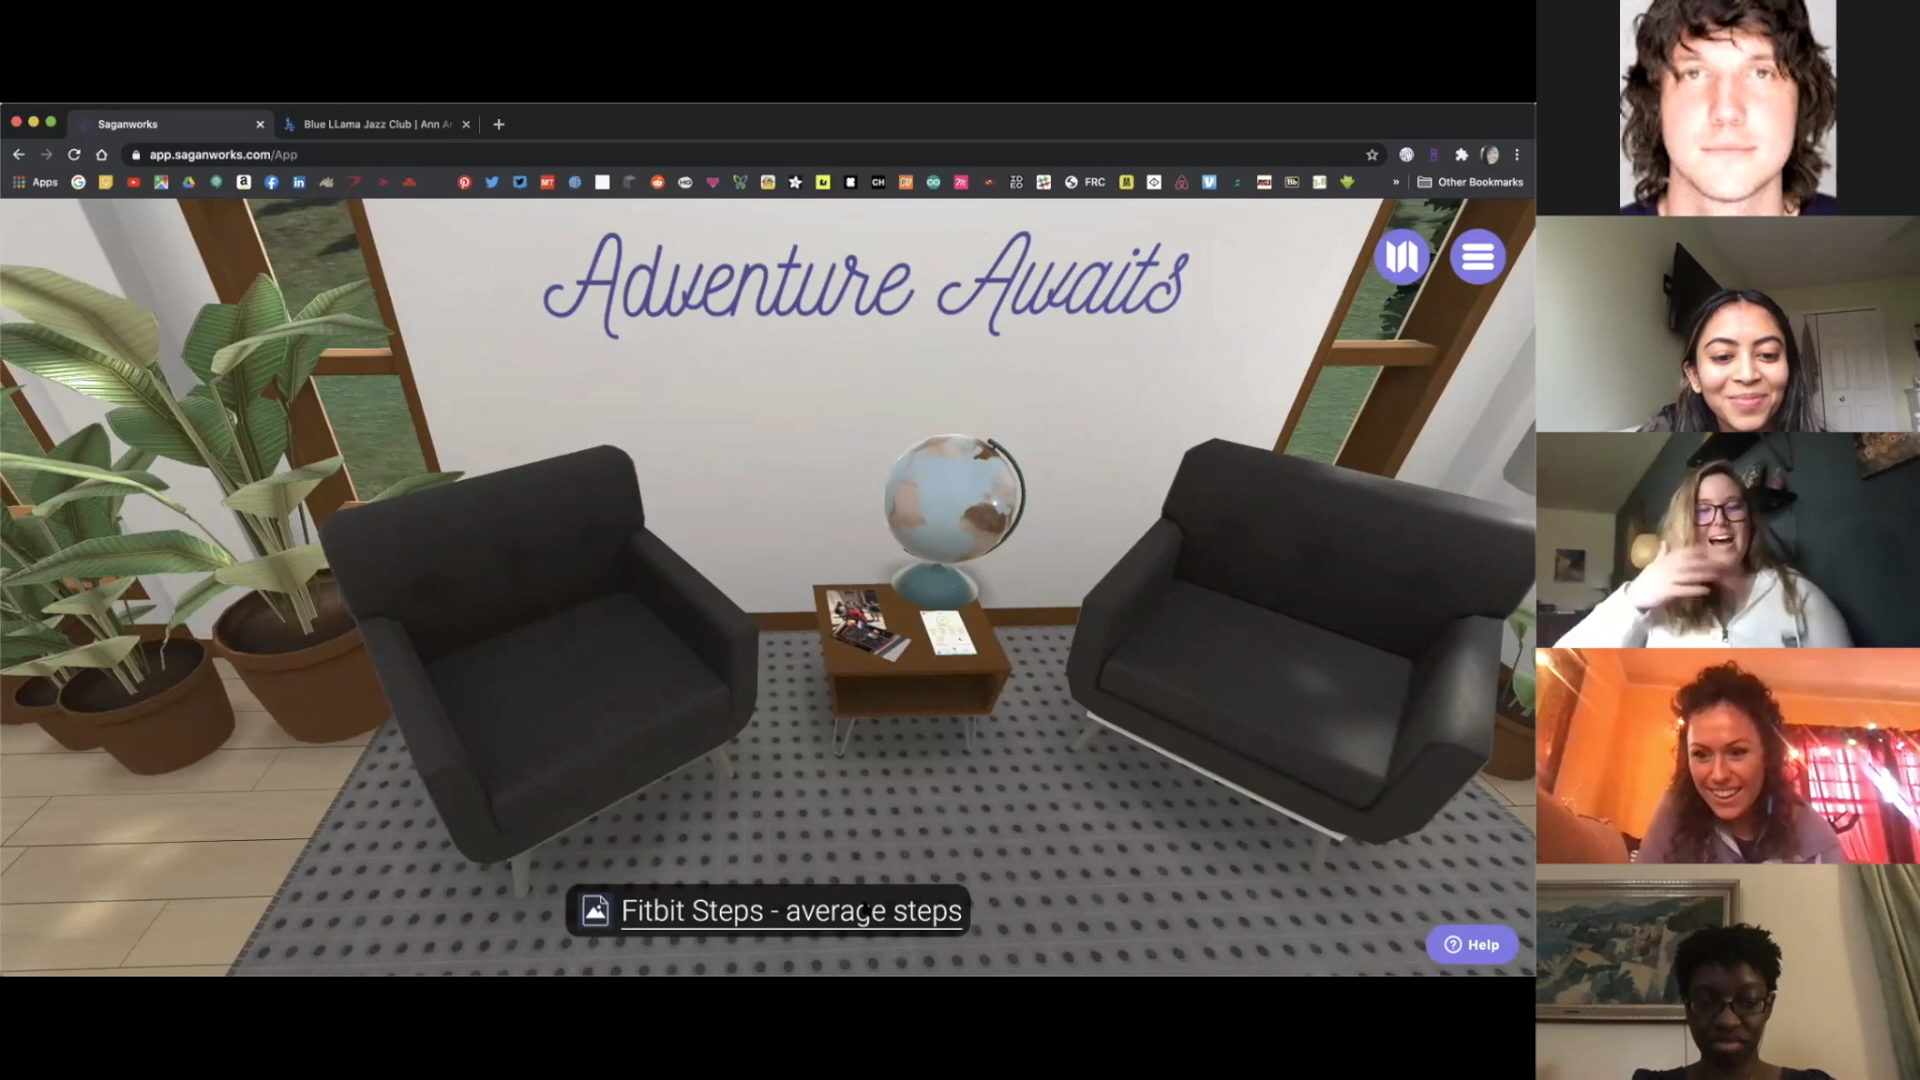 Saganworks
Blue LLama Jazz Club | Ann Ar
app.saganworks.com/App
Apps
FRC
Other Bookmarks
Adventure Awaits
Fitbit Steps - average steps
Help